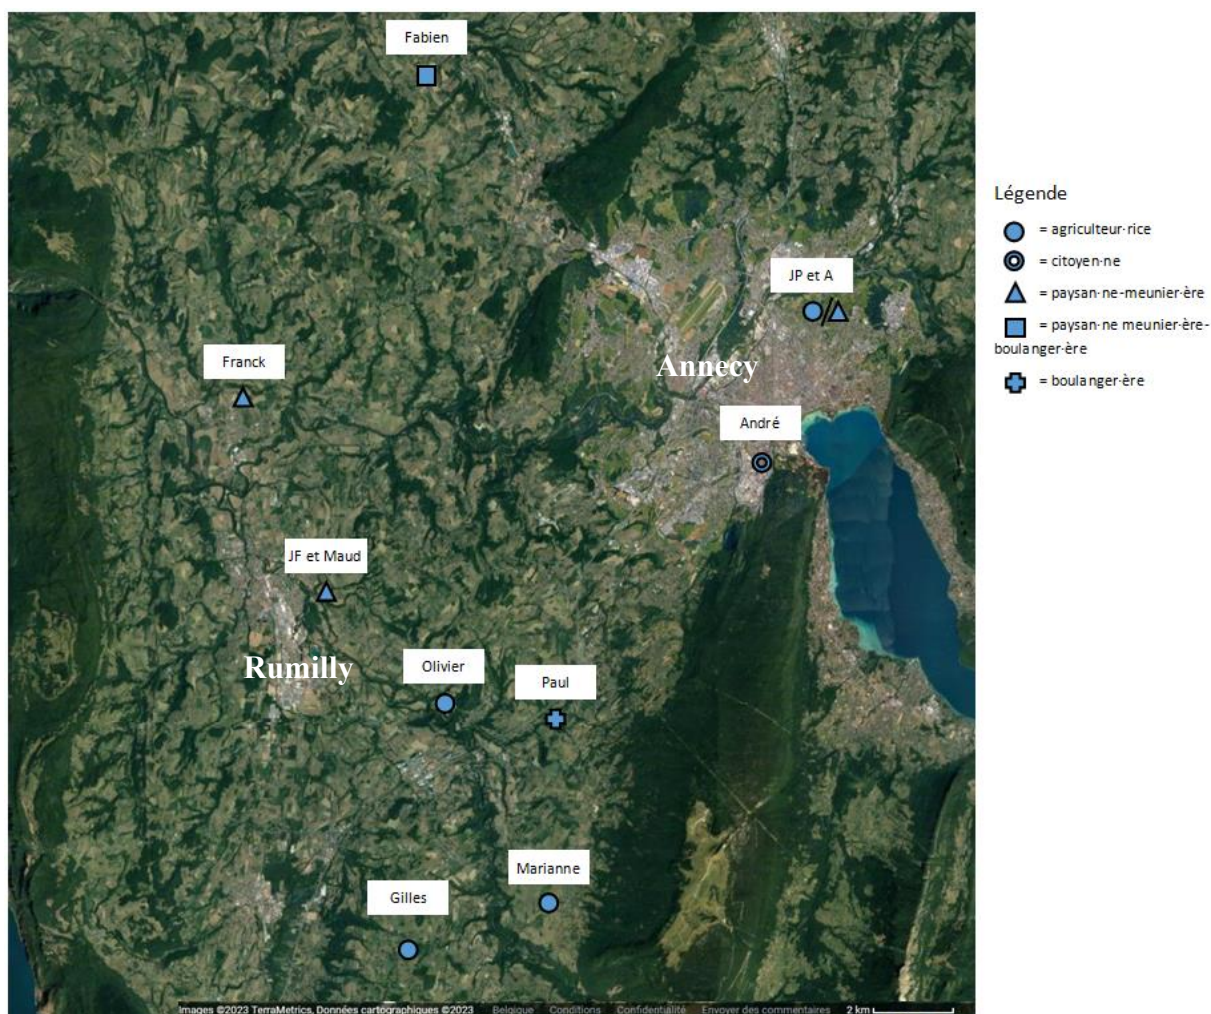 Fabien
Légende
= agriculteur·rice
= citoyen·ne
JP et A
= paysan·ne-meunier·ère
= paysan·ne meunier·ère-
boulanger·ère
Franck
Annecy
= boulanger·ère
André
JF et Maud
Rumilly
Olivier
Paul
Marianne
Gilles
Images ©2023 TerraMetrics, Données cartographiques ©2023 Belgique Conditions Confidentialité Envoyer des commentaires 2 km